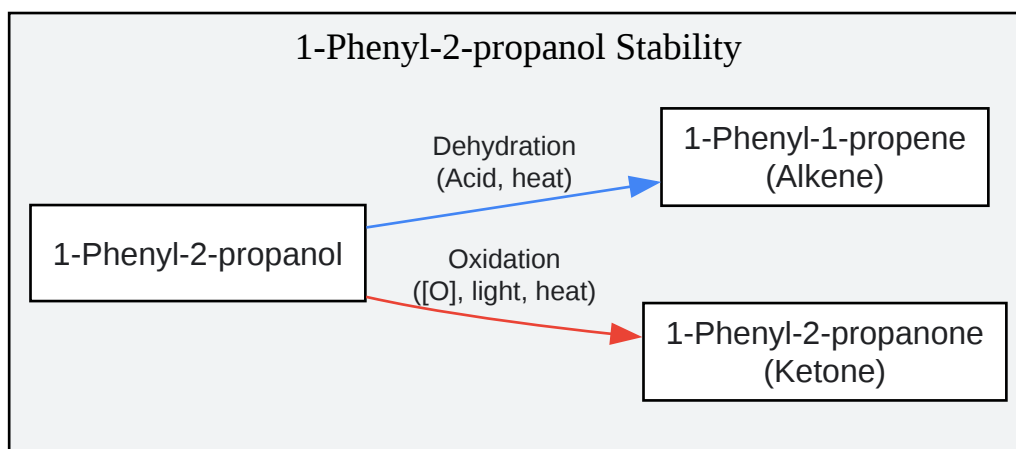 1-Phenyl-2-propanol Stability
1-Phenyl-1-propene
(Alkene)
Dehydration
(Acid, heat)
1-Phenyl-2-propanol
Oxidation
([O], light, heat)
1-Phenyl-2-propanone
(Ketone)